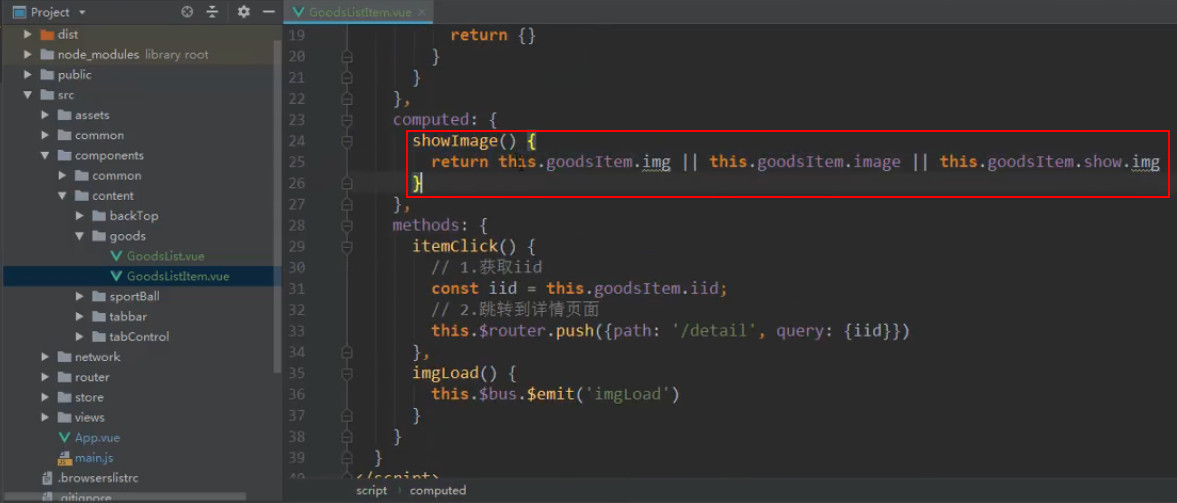 Project
GoodsListItem.vue
dist
node_modules library root
public
src
assets
common
components
common
content
backTop
goods
GoodsList.vue
GoodsListItem.vue
sportBall
tabbar
tabControl
network
router
store
views
App.vue
main.js
.browserslistrc
.gitignore
19 return {}
20 }
21 }
22 },
23 computed: {
24 showImage() {
25 return this.goodsItem.img || this.goodsItem.image || this.goodsItem.show.img
26 }
27 },
28 methods: {
29 itemClick() {
30 // 1.获取iid
31 const iid = this.goodsItem.iid;
32 // 2.跳转到详情页面
33 this.$router.push({path: '/detail', query: {iid}})
34 },
35 imgLoad() {
36 this.$bus.$emit('imgLoad')
37 }
38 }
39 }
40 </script>
script › computed